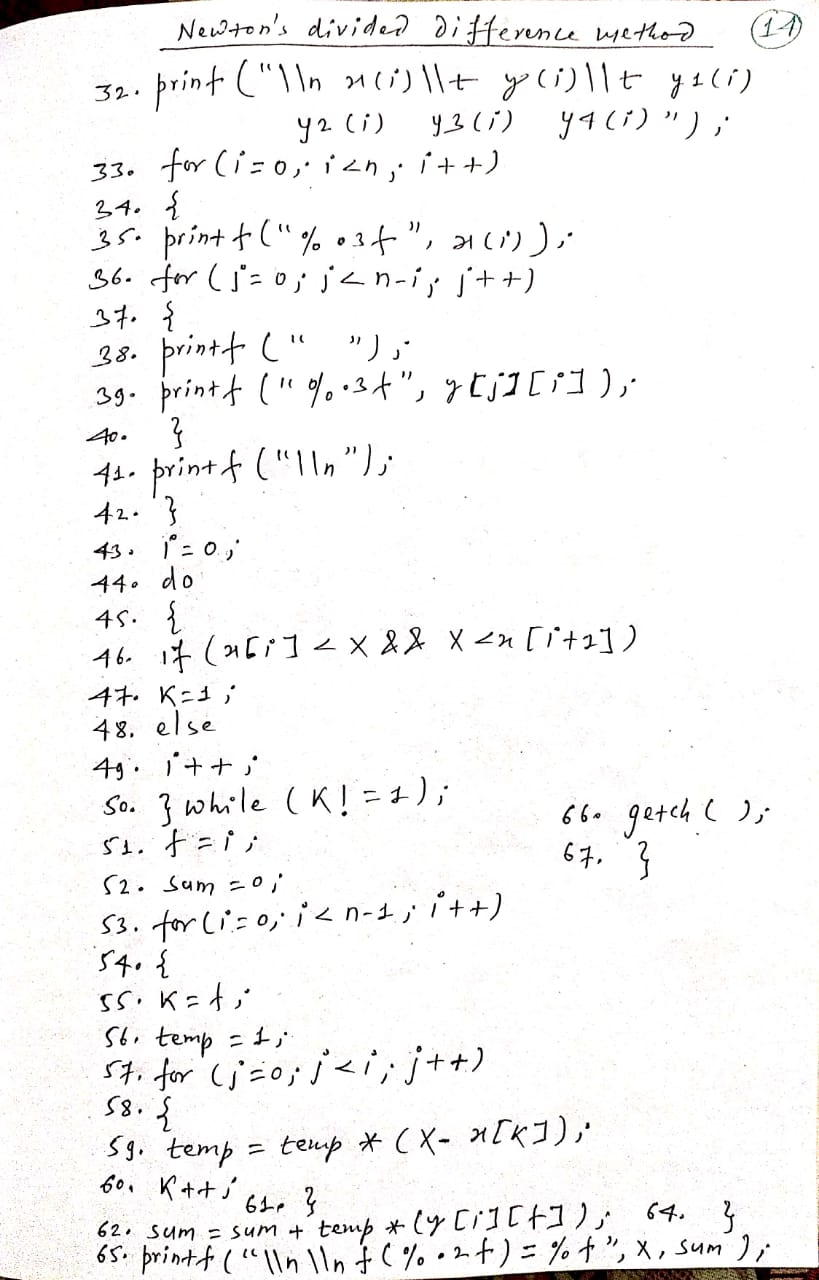 Newton's divided difference method (14)
32. print ("\\n x(i)\\t y(i)\\t y1(i)
y2(i) y3(i) y4(i)");
33. for(i=0; i<n; i++)
34. {
35. printf("%.3f", x(i));
36. for(j=0; j<n-i; j++)
37. {
38. printf(" ");
39. printf("%.3f", y[j][i]);
40. }
41. printf("\\n");
42. }
43. i=0;
44. do
45. {
46. if(x[i] < X && X <x[i+1])
47. K=1;
48. else
49. i++;
50. } while (K!=1);
51. f=i;
52. sum=0;
53. for(i=0; i<n-1; i++)
54. {
55. K=f;
56. temp=1;
57. for (j=0; j<i; j++)
58. {
59. temp = temp * (X- x[K]);
60. K++; 61. }
62. sum = sum + temp * (y[i][f]); 64. }
65. printf("\\n\\n f(%.2f)=%f", X, sum);
66. getch();
67. }